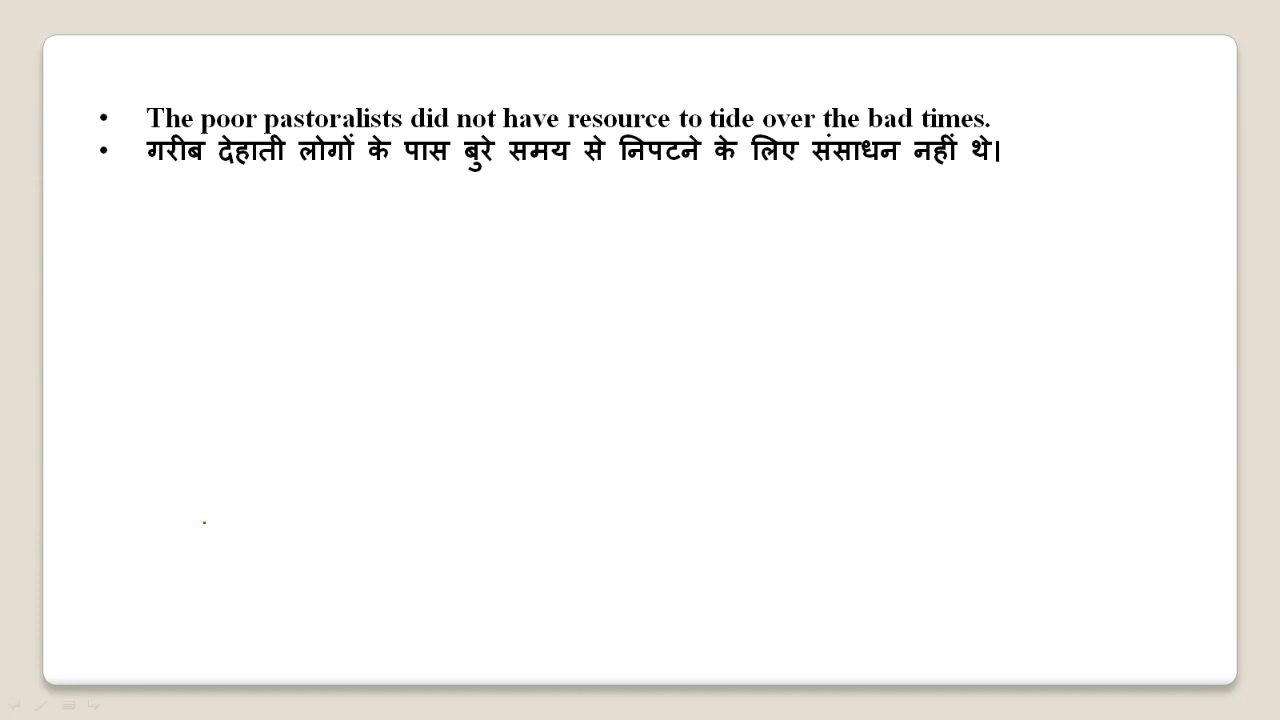 • The poor pastoralists did not have resource to tide over the bad times.
• गरीब देहाती लोगों के पास बुरे समय से निपटने के लिए संसाधन नहीं थे।